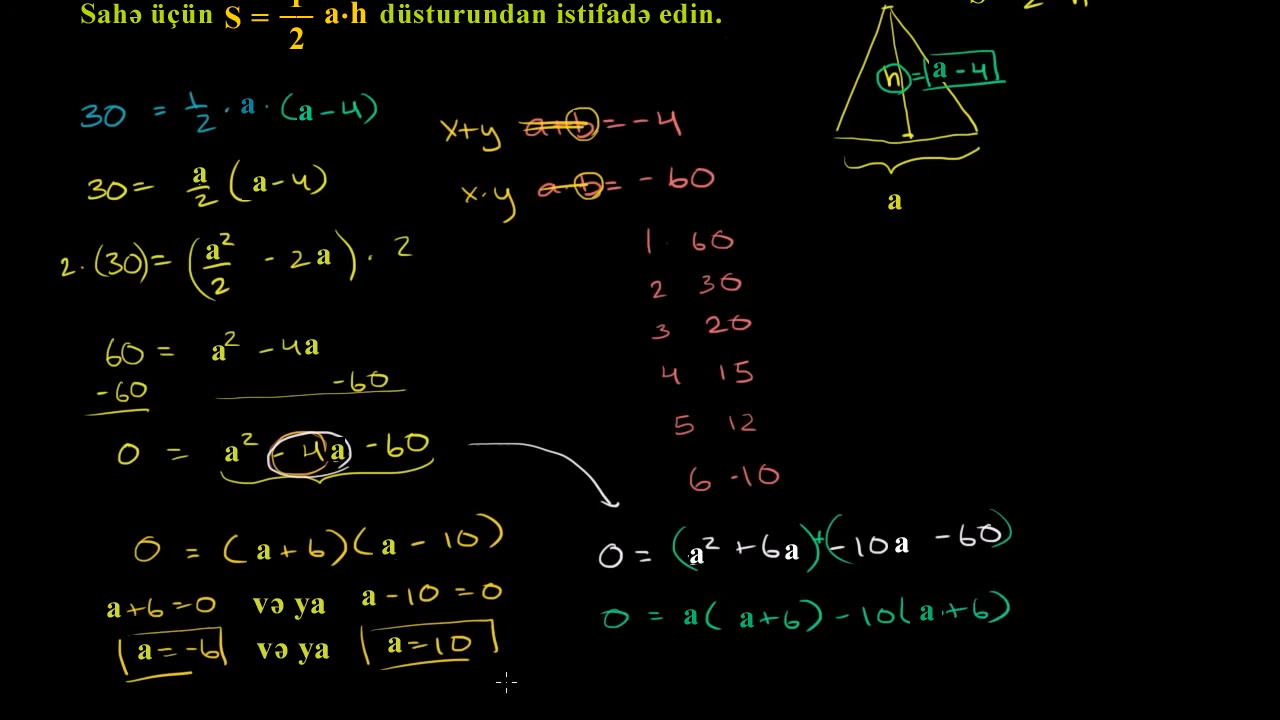 Sahə üçün S = 1/2 a·h düsturundan istifadə edin.
h = a - 4
a
30 = 1/2 · a · (a - 4)
30 = a/2 (a - 4)
2 · (30) = (a²/2 - 2a) · 2
60 = a² - 4a
-60 -60
0 = a² - 4a - 60
0 = (a + 6)(a - 10)
a + 6 = 0 və ya a - 10 = 0
a = -6 və ya a = 10
x+y a+b = -4
x·y a·b = -60
1 60
2 30
3 20
4 15
5 12
6 -10
0 = (a² + 6a) + (-10a - 60)
0 = a(a + 6) - 10(a + 6)